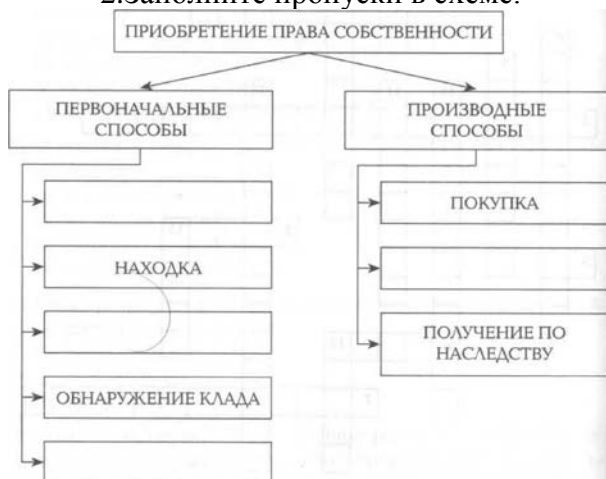 2.Заполните пропуски в схеме:
ПРИОБРЕТЕНИЕ ПРАВА СОБСТВЕННОСТИ
ПЕРВОНАЧАЛЬНЫЕ
СПОСОБЫ
НАХОДКА
ОБНАРУЖЕНИЕ КЛАДА
ПРОИЗВОДНЫЕ
СПОСОБЫ
ПОКУПКА
ПОЛУЧЕНИЕ ПО
НАСЛЕДСТВУ